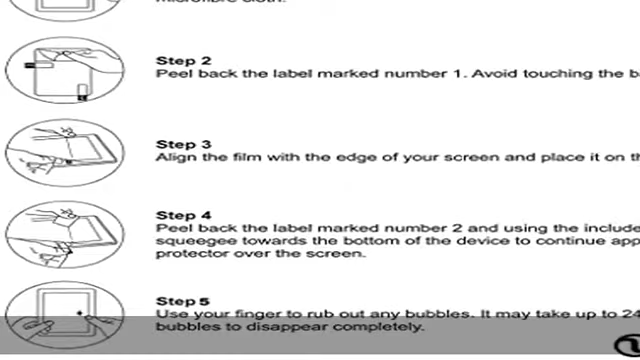 microfibre cloth.
Step 2
Peel back the label marked number 1. Avoid touching the
Step 3
Align the film with the edge of your screen and place it on
Step 4
Peel back the label marked number 2 and using the
squeegee towards the bottom of the device to continue
protector over the screen.
Step 5
Use your finger to rub out any bubbles. It may take up to 24
bubbles to disappear completely.